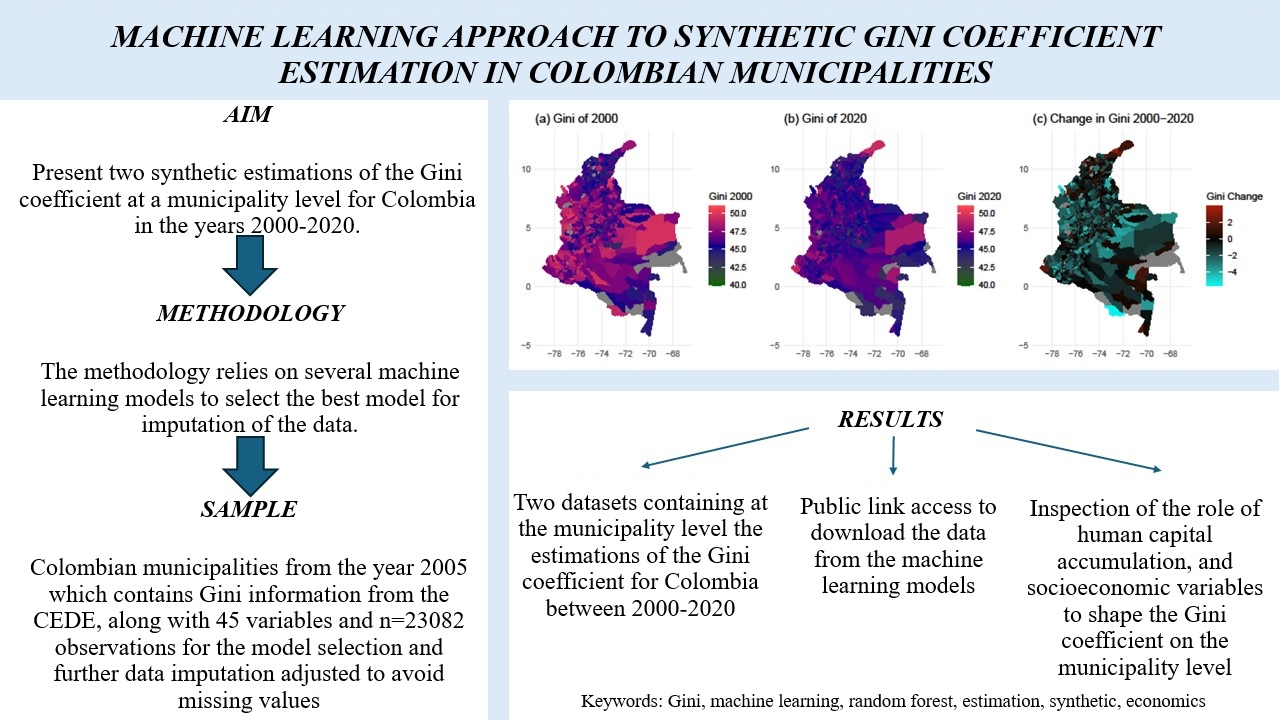 MACHINE LEARNING APPROACH TO SYNTHETIC GINI COEFFICIENT
ESTIMATION IN COLOMBIAN MUNICIPALITIES
AIM
Present two synthetic estimations of the Gini
coefficient at a municipality level for Colombia
in the years 2000-2020.
METHODOLOGY
The methodology relies on several machine
learning models to select the best model for
imputation of the data.
SAMPLE
Colombian municipalities from the year 2005
which contains Gini information from the
CEDE, along with 45 variables and n=23082
observations for the model selection and
further data imputation adjusted to avoid
missing values
(a) Gini of 2000
10
5
0
−5
−78 −76 −74 −72 −70 −68
Gini 2000
50.0
47.5
45.0
42.5
40.0
(b) Gini of 2020
10
5
0
−5
−78 −76 −74 −72 −70 −68
Gini 2020
50.0
47.5
45.0
42.5
40.0
(c) Change in Gini 2000−2020
10
5
0
−5
−78 −76 −74 −72 −70 −68
Gini Change
2
0
−2
−4
RESULTS
Two datasets containing at
the municipality level the
estimations of the Gini
coefficient for Colombia
between 2000-2020
Public link access to
download the data
from the machine
learning models
Inspection of the role of
human capital
accumulation, and
socioeconomic variables
to shape the Gini
coefficient on the
municipality level
Keywords: Gini, machine learning, random forest, estimation, synthetic, economics